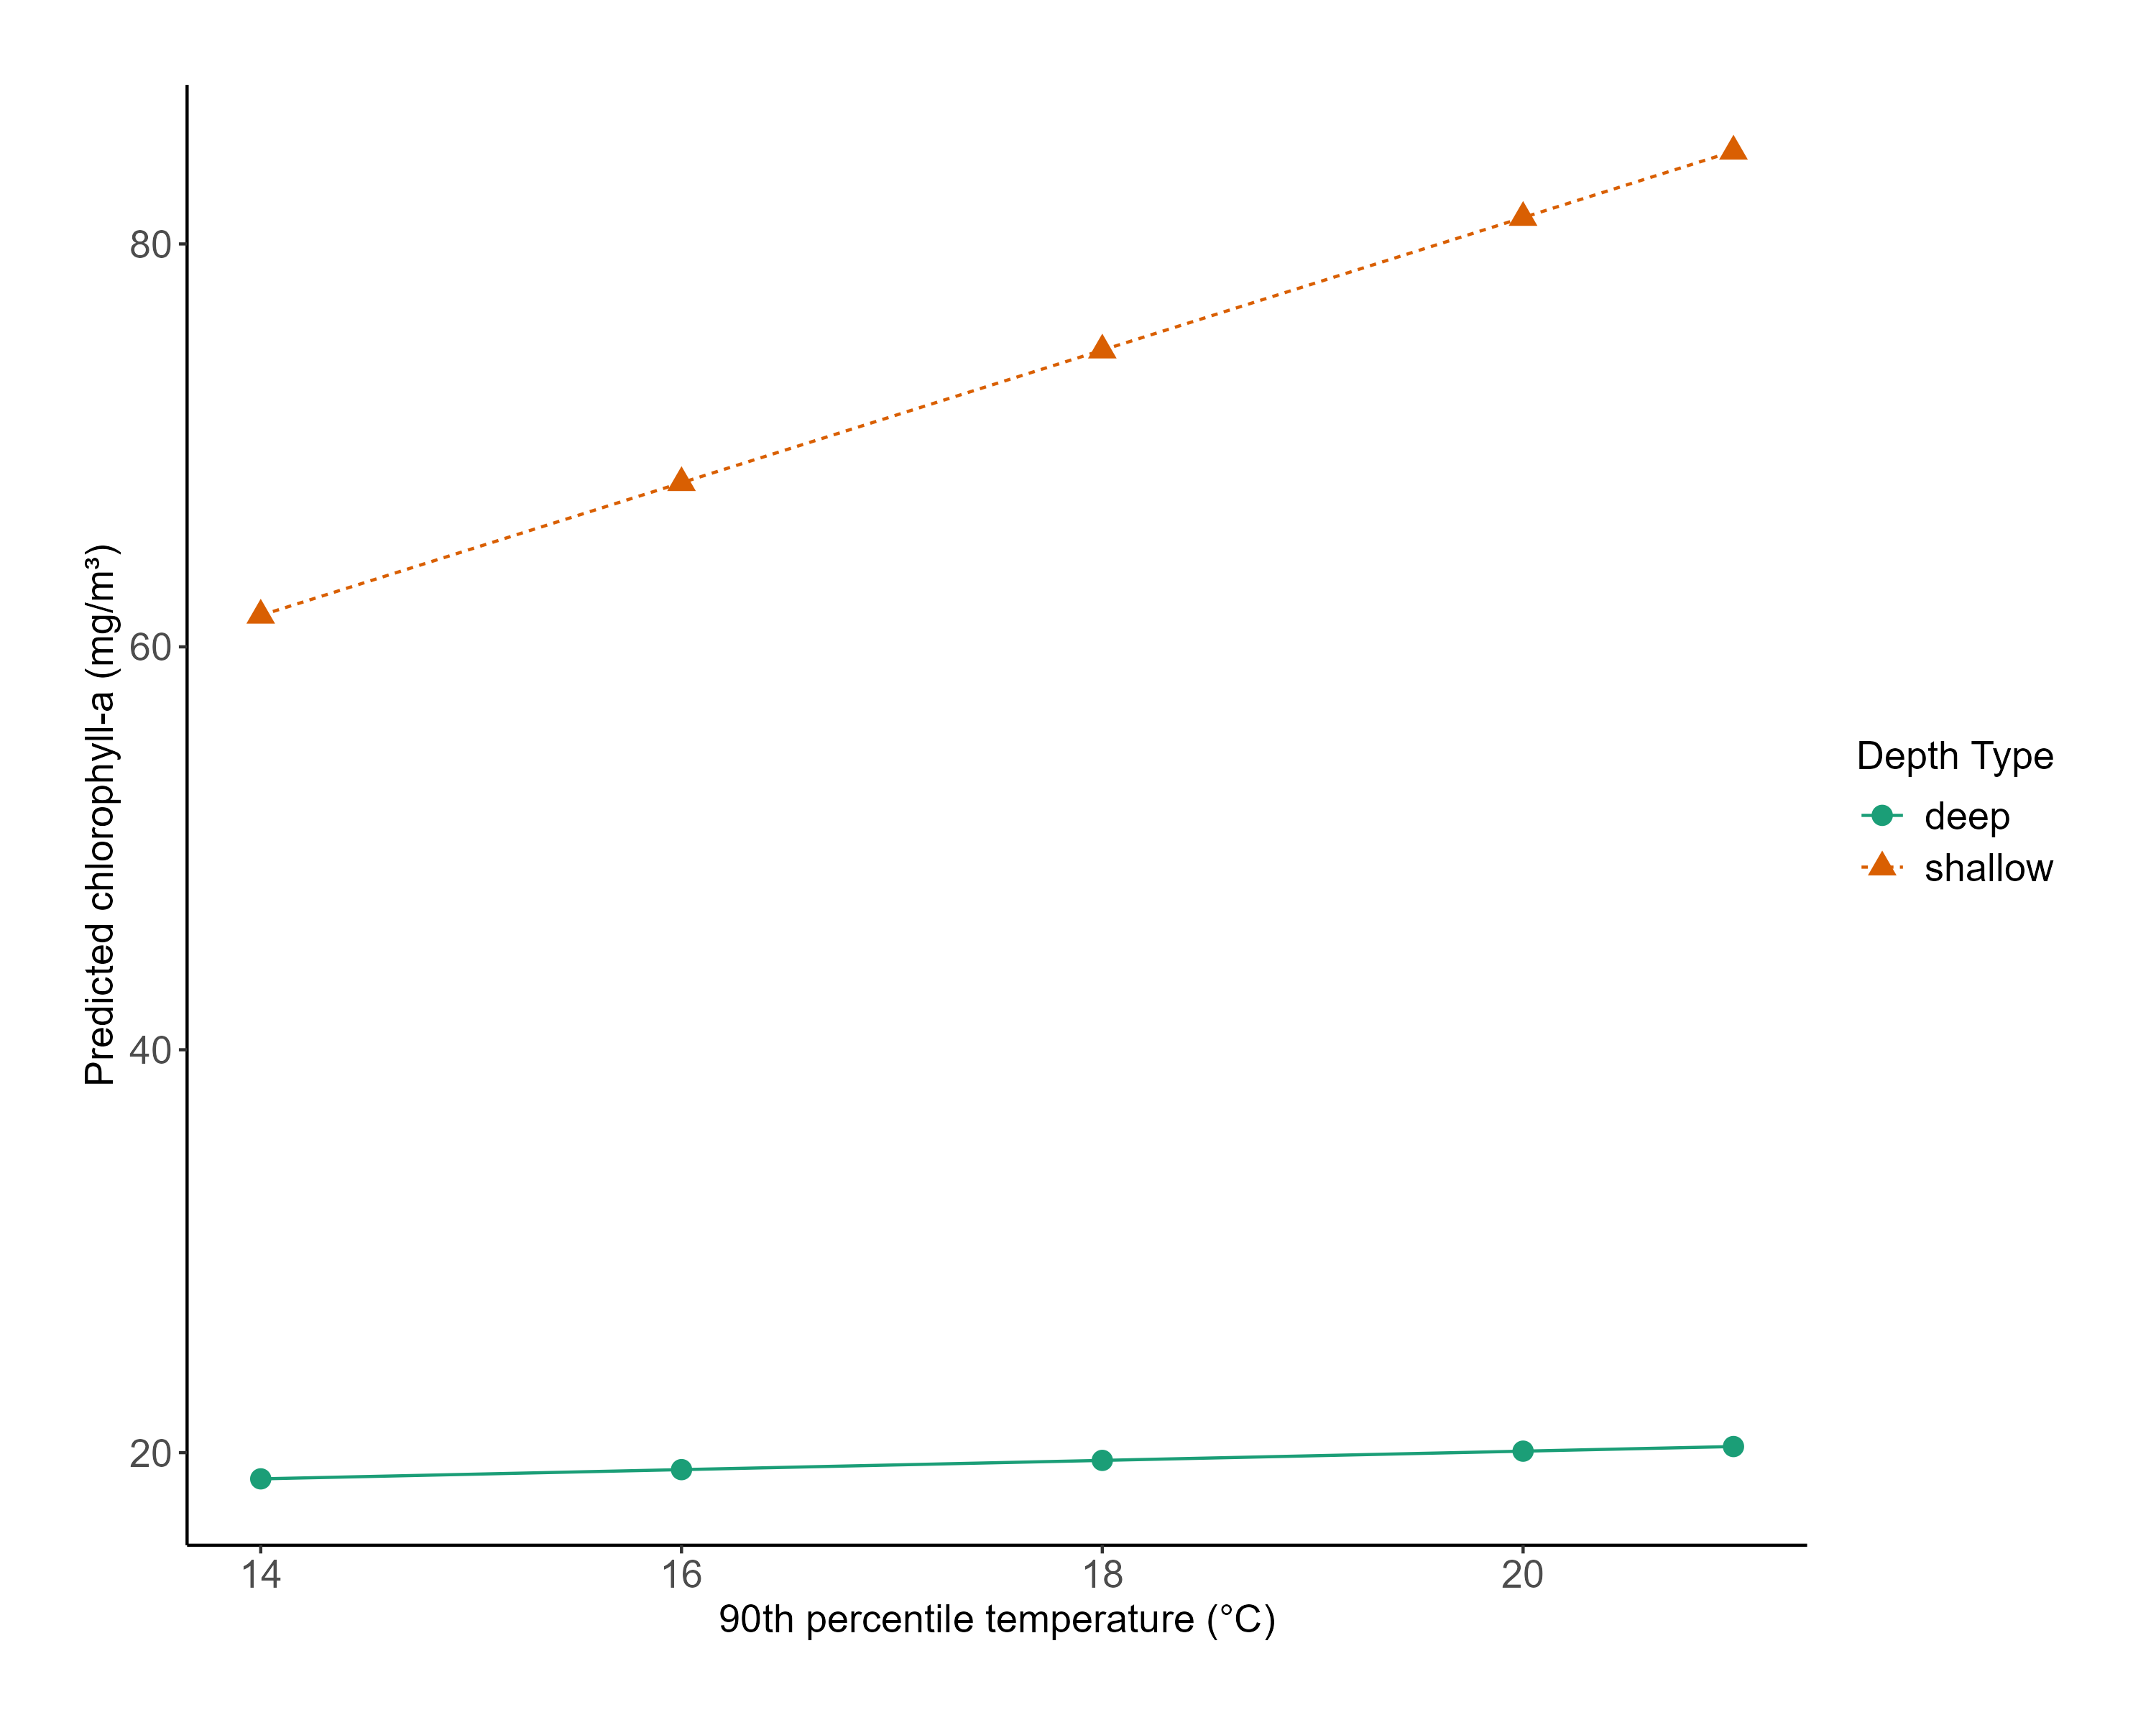 Predicted chlorophyll-a (mg/m³)
80
60
40
20
14 16 18 20
90th percentile temperature (°C)
Depth Type
deep
shallow